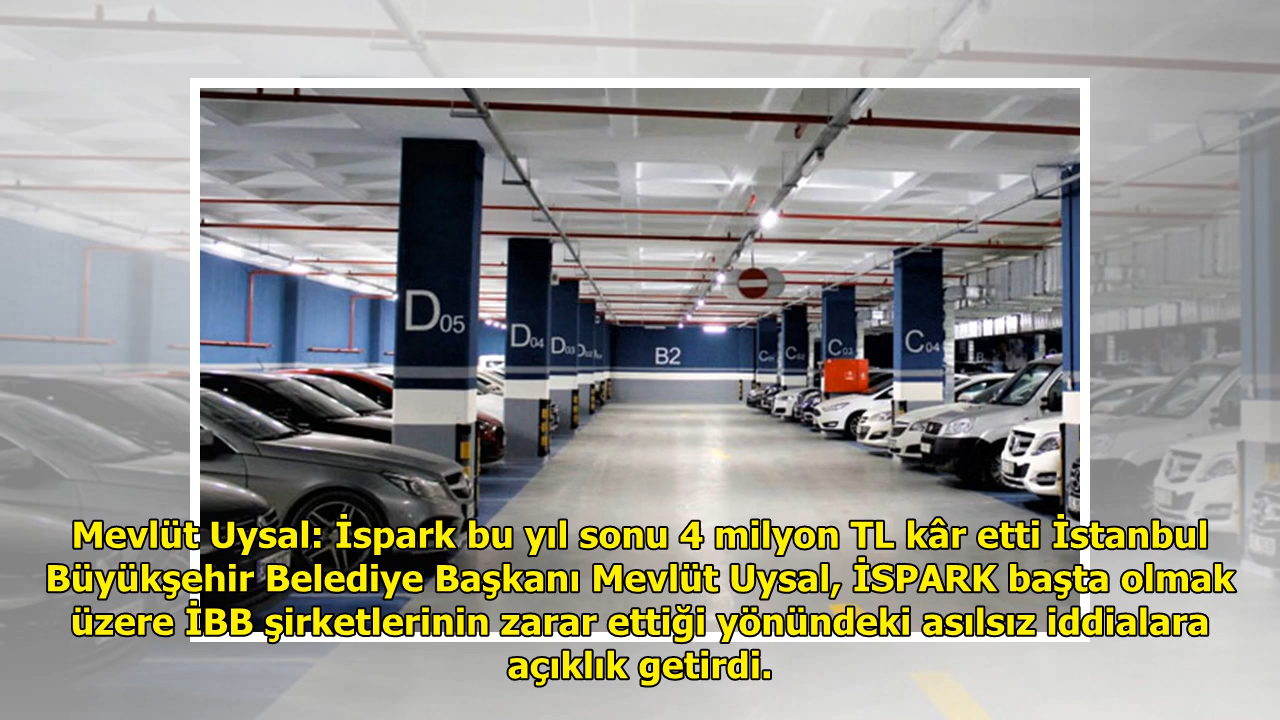 D05
D04
D03
D02
B2
C01
C02
C03
C04
B
Mevlüt Uysal: İspark bu yıl sonu 4 milyon TL kâr etti İstanbul
Büyükşehir Belediye Başkanı Mevlüt Uysal, İSPARK başta olmak
üzere İBB şirketlerinin zarar ettiği yönündeki asılsız iddialara
açıklık getirdi.